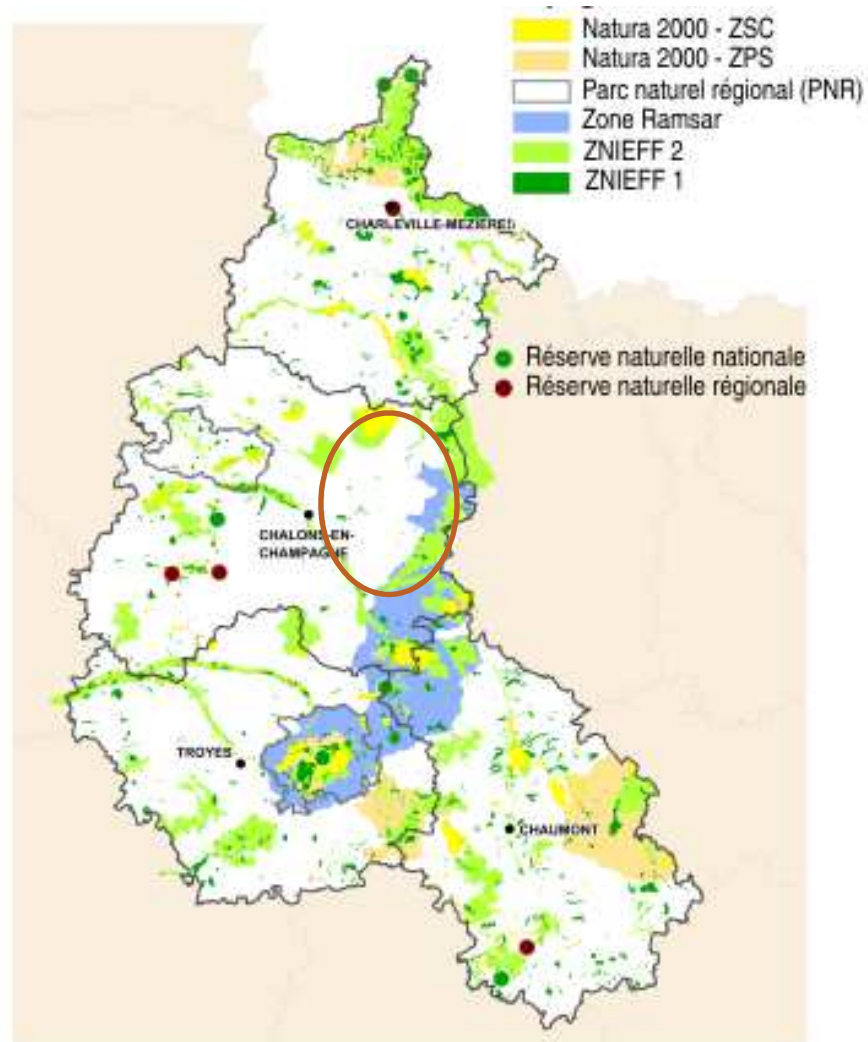 Natura 2000 - ZSC
Natura 2000 - ZPS
Parc naturel régional (PNR)
Zone Ramsar
ZNIEFF 2
ZNIEFF 1
CHARLEVILLE-MEZIERES
Réserve naturelle nationale
Réserve naturelle régionale
CHALONS-EN-
CHAMPAGNE
TROYES
CHAUMONT